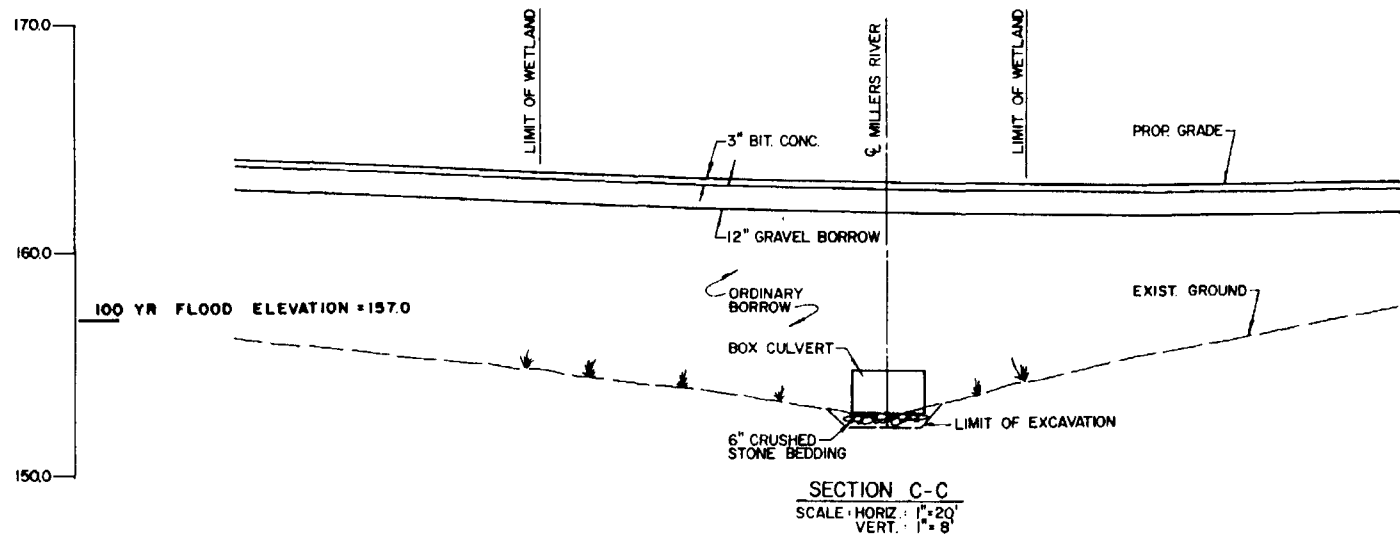 170.0
LIMIT OF WETLAND
℄ MILLERS RIVER
LIMIT OF WETLAND
3" BIT. CONC.
PROP. GRADE
12" GRAVEL BORROW
160.0
ORDINARY
BORROW
EXIST. GROUND
100 YR FLOOD ELEVATION = 157.0
BOX CULVERT
LIMIT OF EXCAVATION
6" CRUSHED
STONE BEDDING
150.0
SECTION C-C
SCALE: HORIZ.: 1"=20'
VERT.: 1"=8'